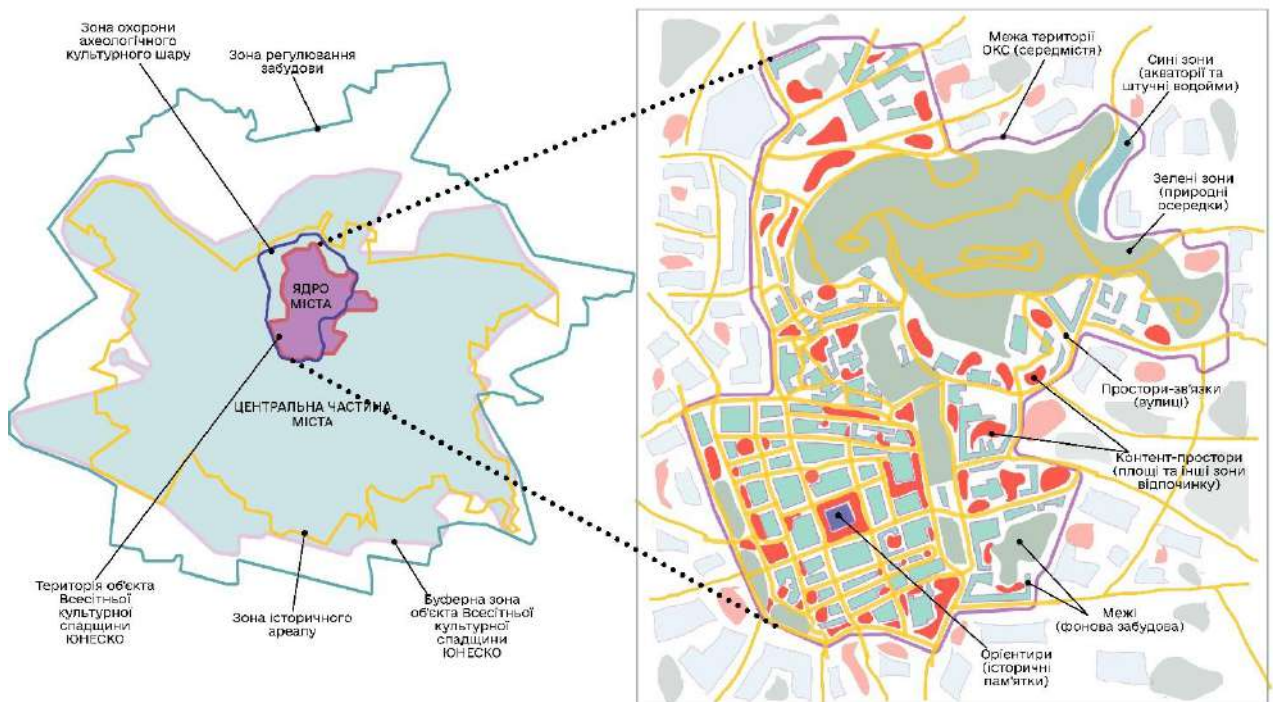 Зона охорони
ахеологічного
культурного шару
Зона регулювання
забудови
ЯДРО
МІСТА
ЦЕНТРАЛЬНА ЧАСТИНА
МІСТА
Територія об'єкта
Всесітньої
культурної
спадщини
ЮНЕСКО
Зона історичного
ареалу
Буферна зона
об'єкта Всесітньої
культурної
спадщини
ЮНЕСКО
Межа території
ОКС (середмістя)
Сині зони
(акваторії та
штучні водойми)
Зелені зони
(природні
осередки)
Простори-зв'язки
(вулиці)
Контент-простори
(площі та інші зони
відпочинку)
Межі
(фонова забудова)
Орієнтири
(історичні
пам'ятки)